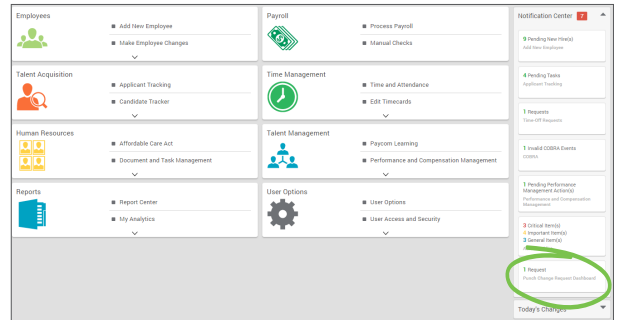 Employees
Add New Employee
Make Employee Changes
Payroll
Process Payroll
Manual Checks
Talent Acquisition
Applicant Tracking
Candidate Tracker
Time Management
Time and Attendance
Edit Timecards
Human Resources
Affordable Care Act
Document and Task Management
Talent Management
Paycom Learning
Performance and Compensation Management
Reports
Report Center
My Analytics
User Options
User Options
User Access and Security
Notification Center 7
9 Pending New Hire(s)
Add New Employee
4 Pending Tasks
Applicant Tracking
1 Requests
Time-Off Requests
1 Invalid COBRA Events
COBRA
1 Pending Performance
Management Action(s)
Performance and Compensation
Management
3 Critical Item(s)
Important Item(s)
3 General Item(s)
1 Request
Punch Change Request Dashboard
Today's Changes